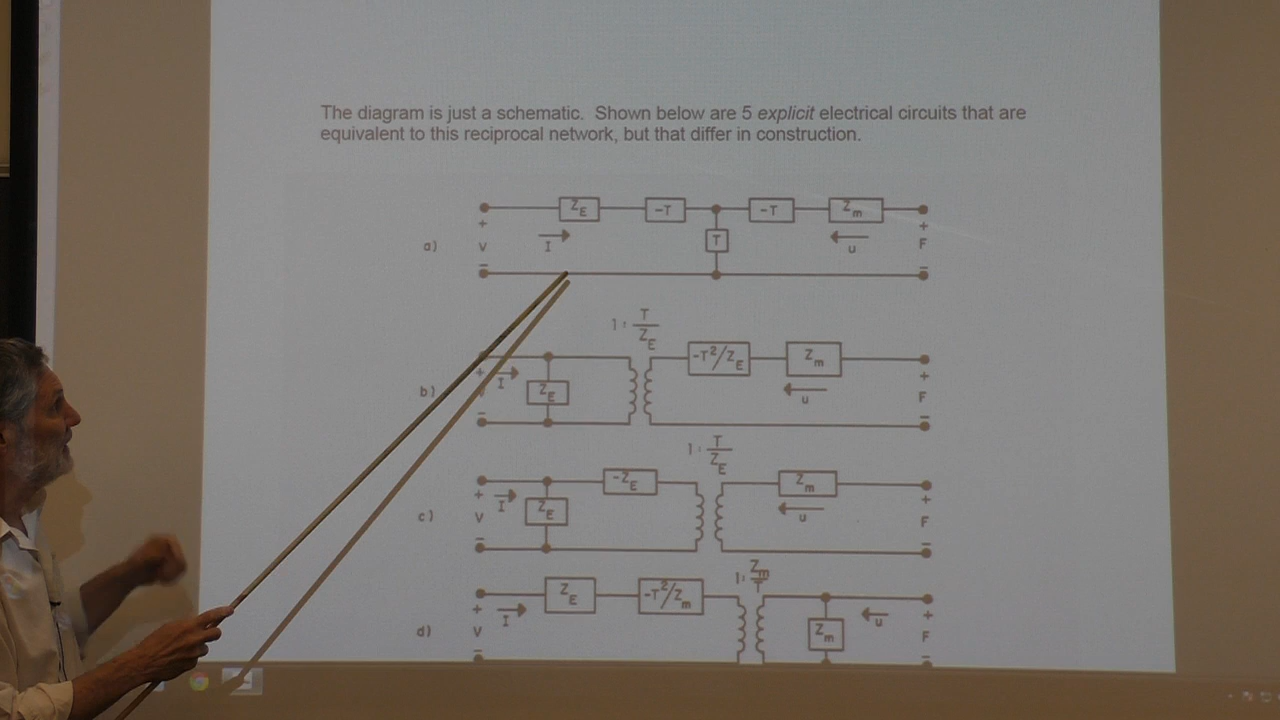 The diagram is just a schematic. Shown below are 5 explicit electrical circuits that are
equivalent to this reciprocal network, but that differ in construction.
a) + V − I → Z_E -T T -T Z_m ← u + F −
1 : T/Z_E
b) + − I → Z_E -T²/Z_E Z_m ← u + F −
1 : T/Z_E
c) + V − I → Z_E -Z_E Z_m ← u + F −
1 : Z_m/T
d) + V − I → Z_E -T²/Z_m Z_m ← u + F −